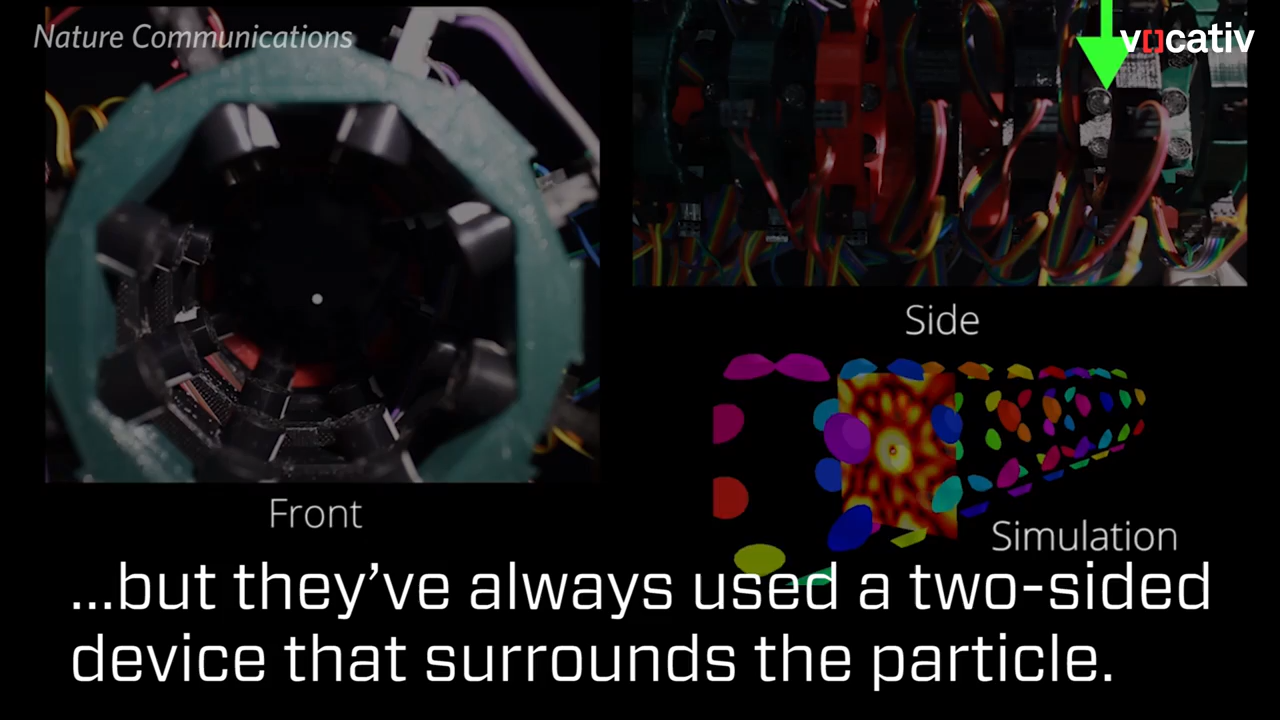 Nature Communications
vocativ
Side
Front
Simulation
...but they've always used a two-sided
device that surrounds the particle.